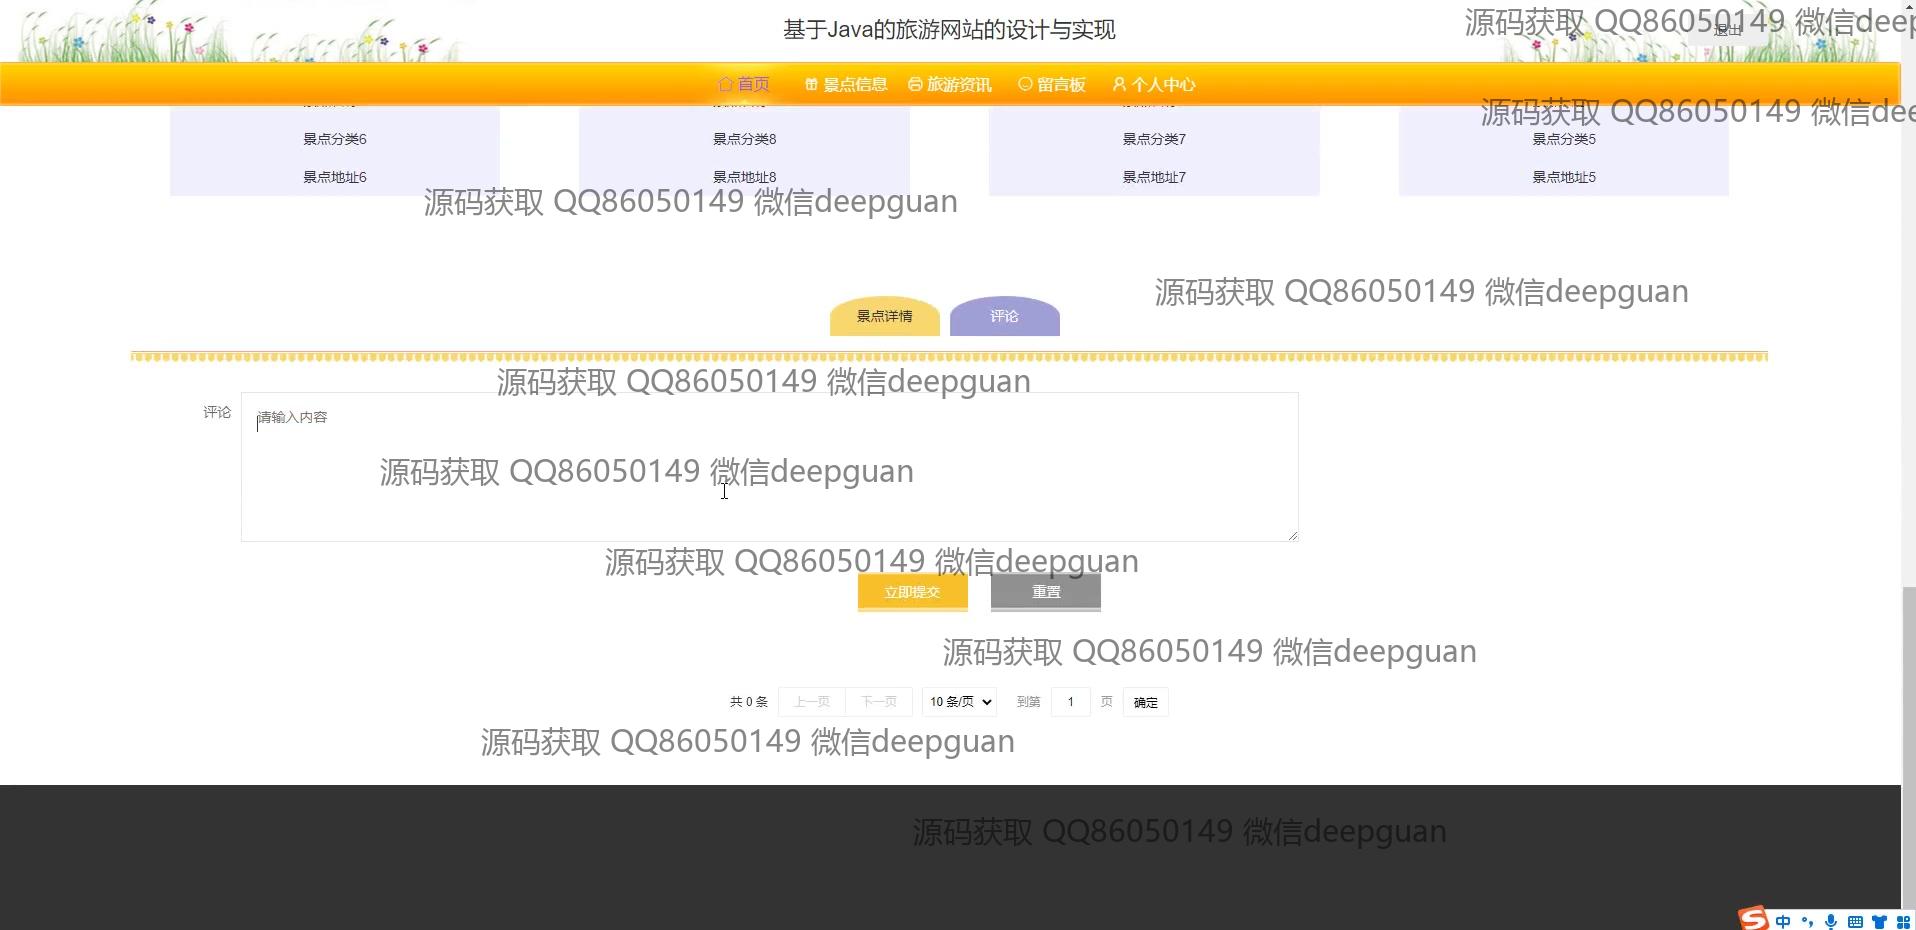 基于Java的旅游网站的设计与实现
源码获取 QQ86050149 微信deep
退出
首页 景点信息 旅游资讯 留言板 个人中心
源码获取 QQ86050149 微信dee
景点分类6 景点分类8 景点分类7 景点分类5
景点地址6 景点地址8 景点地址7 景点地址5
源码获取 QQ86050149 微信deepguan
源码获取 QQ86050149 微信deepguan
景点详情 评论
源码获取 QQ86050149 微信deepguan
评论 请输入内容
源码获取 QQ86050149 微信deepguan
源码获取 QQ86050149 微信deepguan
立即提交 重置
源码获取 QQ86050149 微信deepguan
共 0 条 上一页 下一页 10 条/页 到第 1 页 确定
源码获取 QQ86050149 微信deepguan
源码获取 QQ86050149 微信deepguan
中